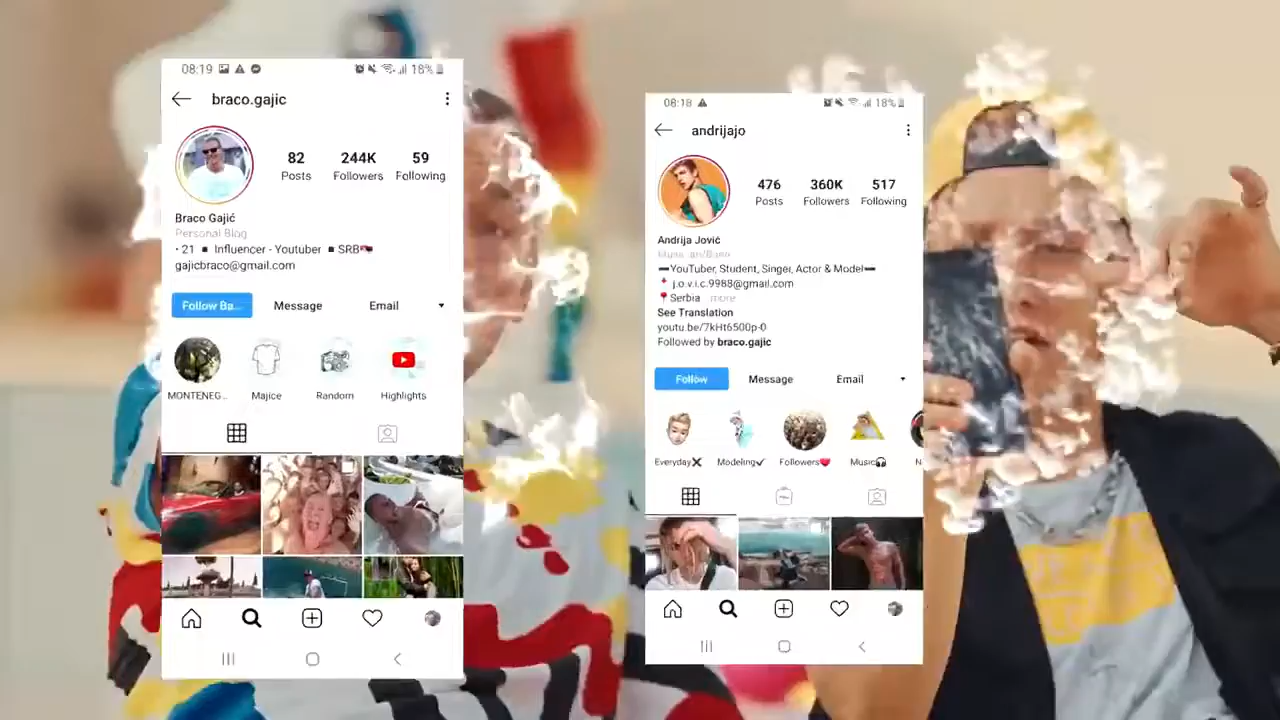 08:19
18%
braco.gajic
82
244K
59
Posts
Followers
Following
Braco Gajić
Personal Blog
21 ■ Influencer - Youtuber ■ SRB
gajicbraco@gmail.com
Follow Ba...
Message
Email
MONTENEG...
Majice
Random
Highlights
08:18
18%
andrijajo
476
360K
517
Posts
Followers
Following
Andrija Jović
YouTuber, Student, Singer, Actor & Model
j.o.v.i.c.9988@gmail.com
Serbia more
See Translation
youtu.be/7kHt6500p-0
Followed by braco.gajic
Follow
Message
Email
Everyday
Modeling
Followers
Music